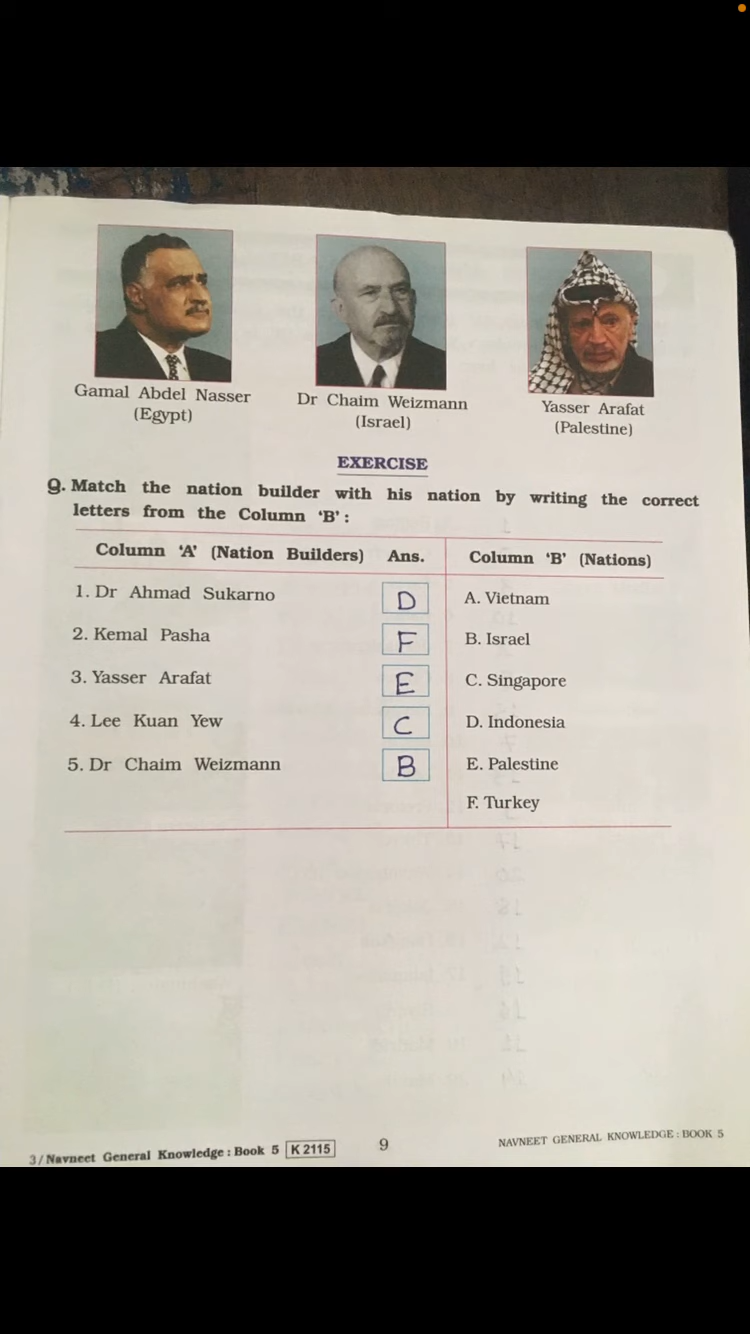 Gamal Abdel Nasser
(Egypt)
Dr Chaim Weizmann
(Israel)
Yasser Arafat
(Palestine)
EXERCISE
Q. Match the nation builder with his nation by writing the correct
letters from the Column ‘B’ :
Column ‘A’ (Nation Builders) Ans. Column ‘B’ (Nations)
1. Dr Ahmad Sukarno D A. Vietnam
2. Kemal Pasha F B. Israel
3. Yasser Arafat E C. Singapore
4. Lee Kuan Yew C D. Indonesia
5. Dr Chaim Weizmann B E. Palestine
F. Turkey
3/Navneet General Knowledge : Book 5 K 2115 9 NAVNEET GENERAL KNOWLEDGE : BOOK 5